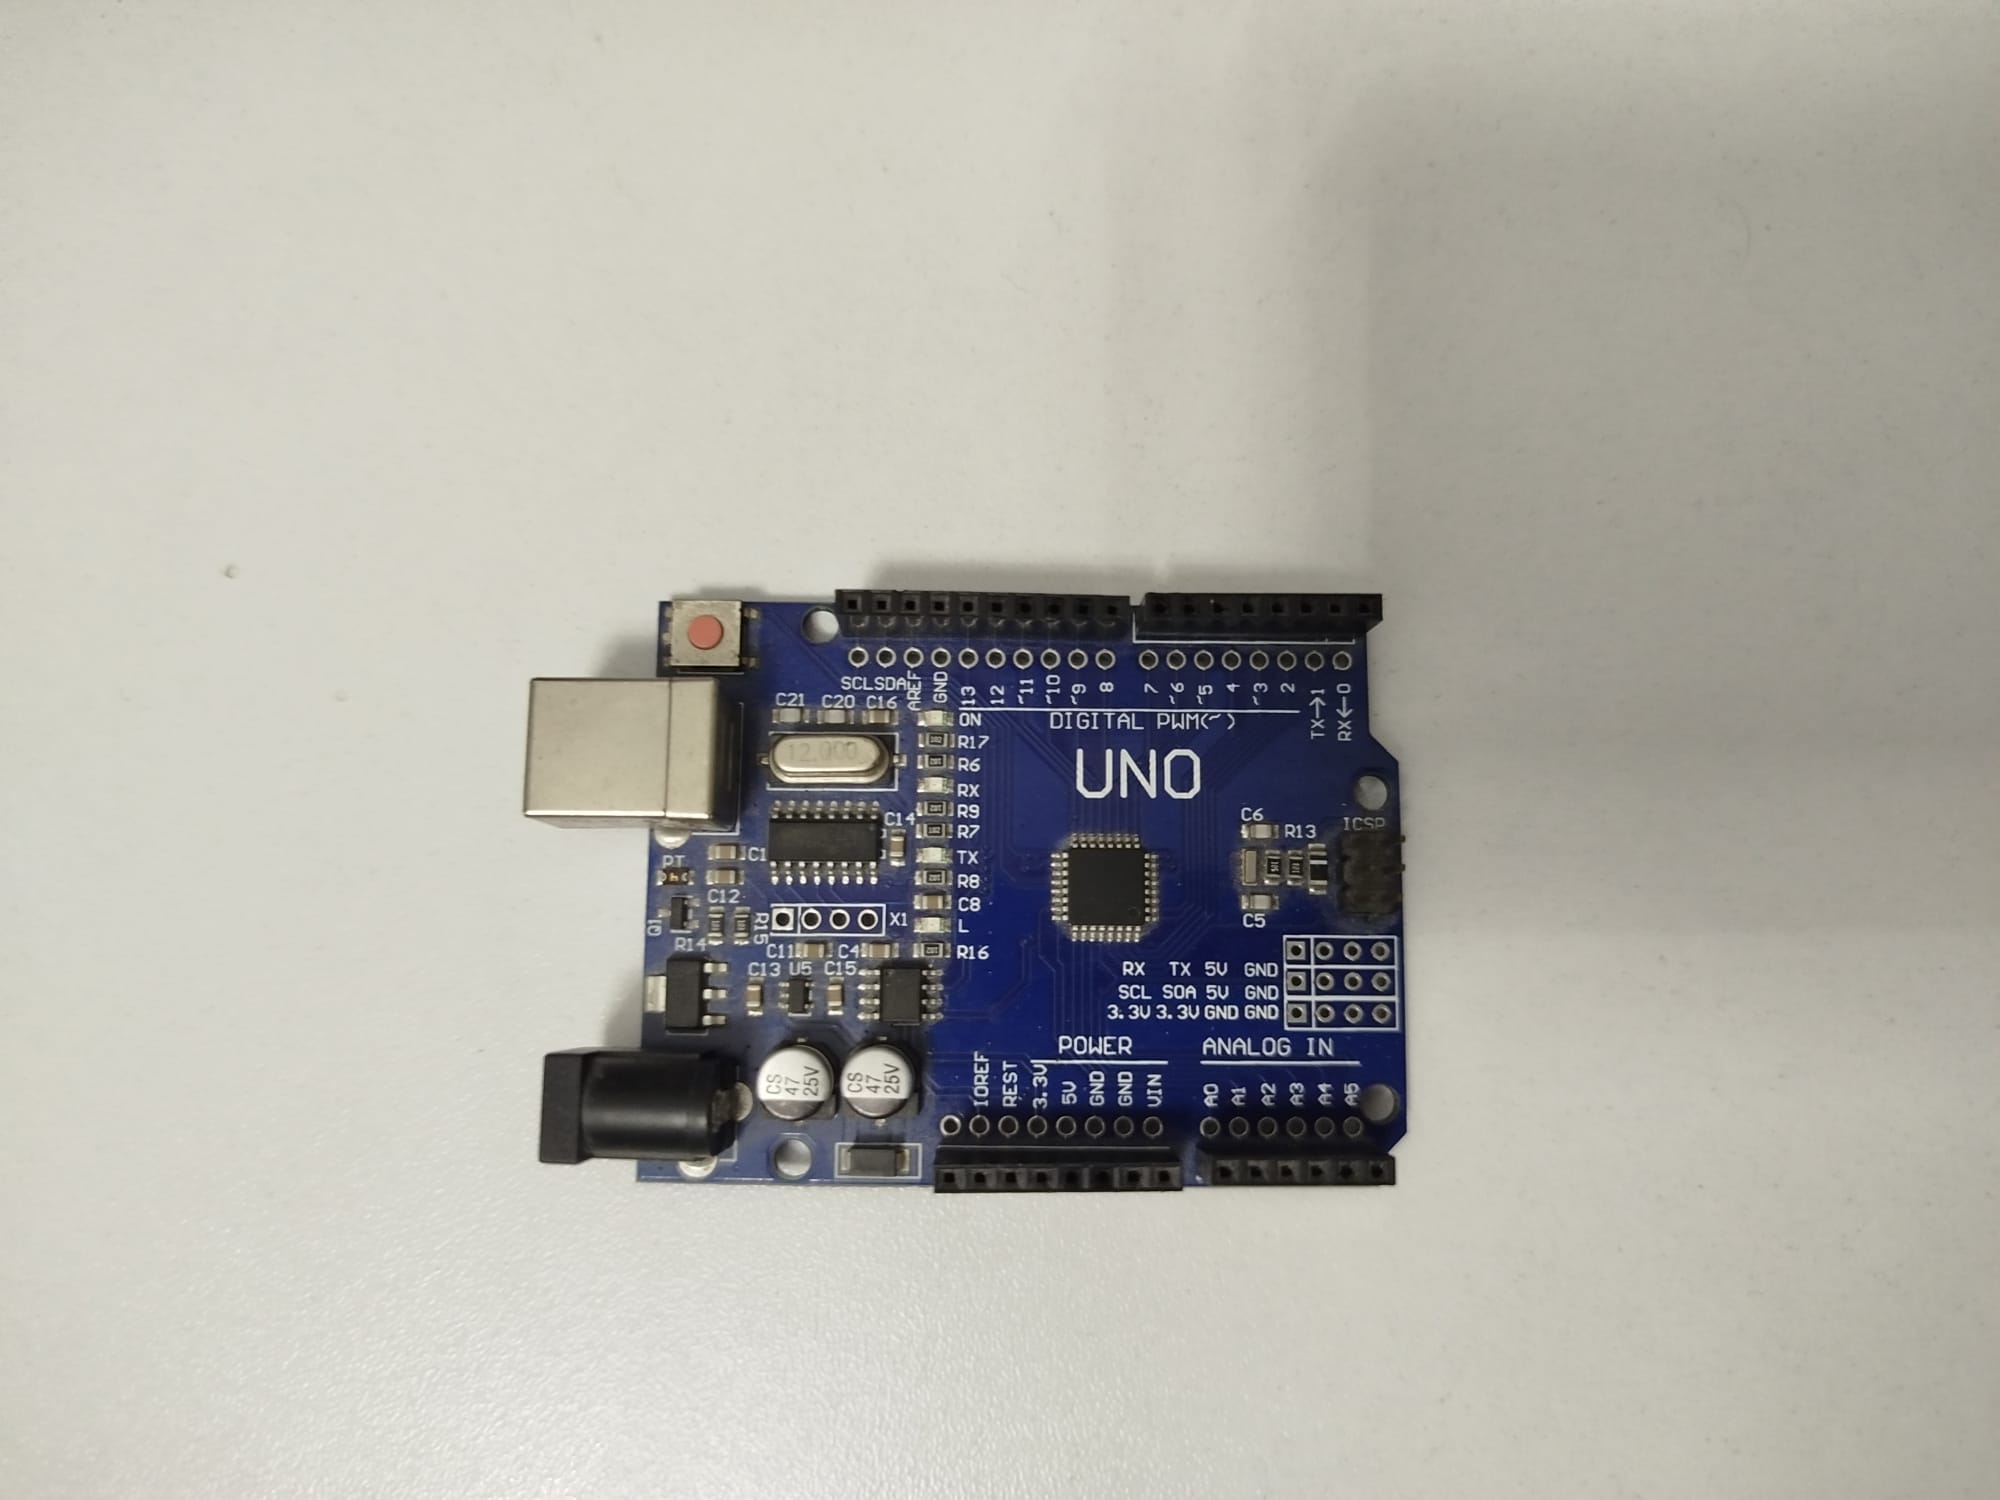 SCL SDA AREF GND 13 12 ~11 ~10 ~9 8 7 ~6 ~5 4 ~3 2 TX→1 RX←0
C21 C20 C16
ON
DIGITAL PWM(~)
R17
12.000
R6
UNO
RX
R9
C14
R7
C6
R13
ICSP
C1
TX
PT
R8
C12
C8
Q1
R15
X1
L
C5
R14
C11 C4
R16
C13 U5 C15
RX TX 5V GND
SCL SOA 5V GND
3.3V 3.3V GND GND
POWER
ANALOG IN
CS
47
25V
CS
47
25V
IOREF REST 3.3V 5V GND GND VIN
A0 A1 A2 A3 A4 A5